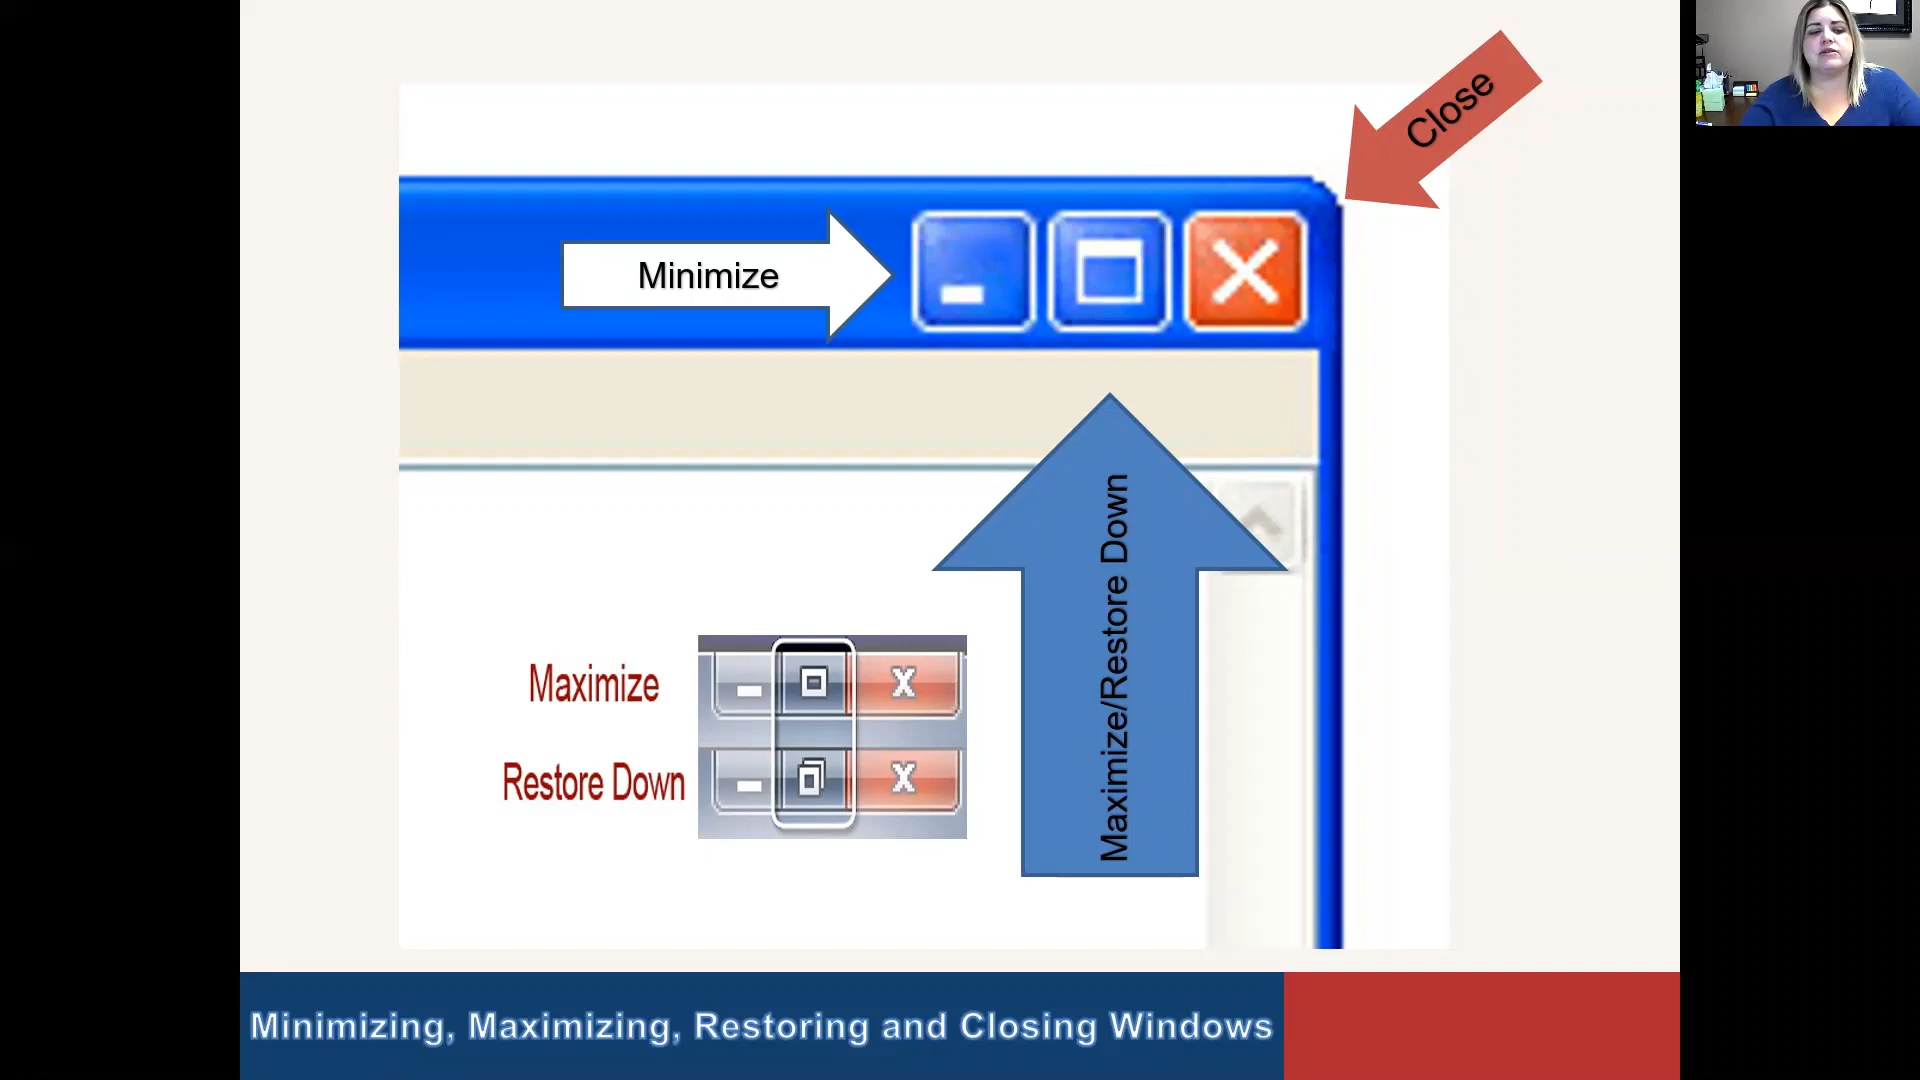 Close
Minimize
Maximize/Restore Down
Maximize
Restore Down
Minimizing, Maximizing, Restoring and Closing Windows